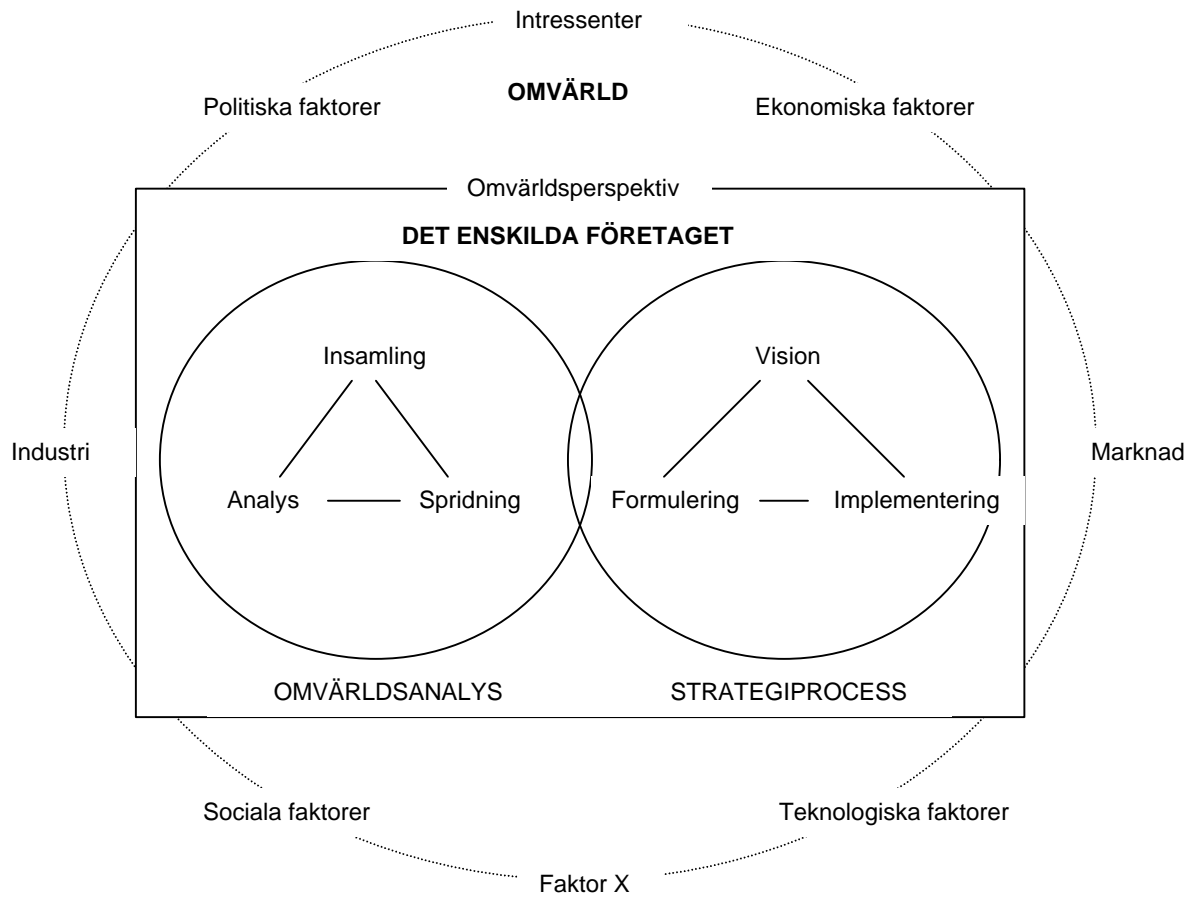 Intressenter
OMVÄRLD
Politiska faktorer
Ekonomiska faktorer
Omvärldsperspektiv
DET ENSKILDA FÖRETAGET
Insamling
Vision
Industri
Marknad
Analys
Spridning
Formulering
Implementering
OMVÄRLDSANALYS
STRATEGIPROCESS
Sociala faktorer
Teknologiska faktorer
Faktor X